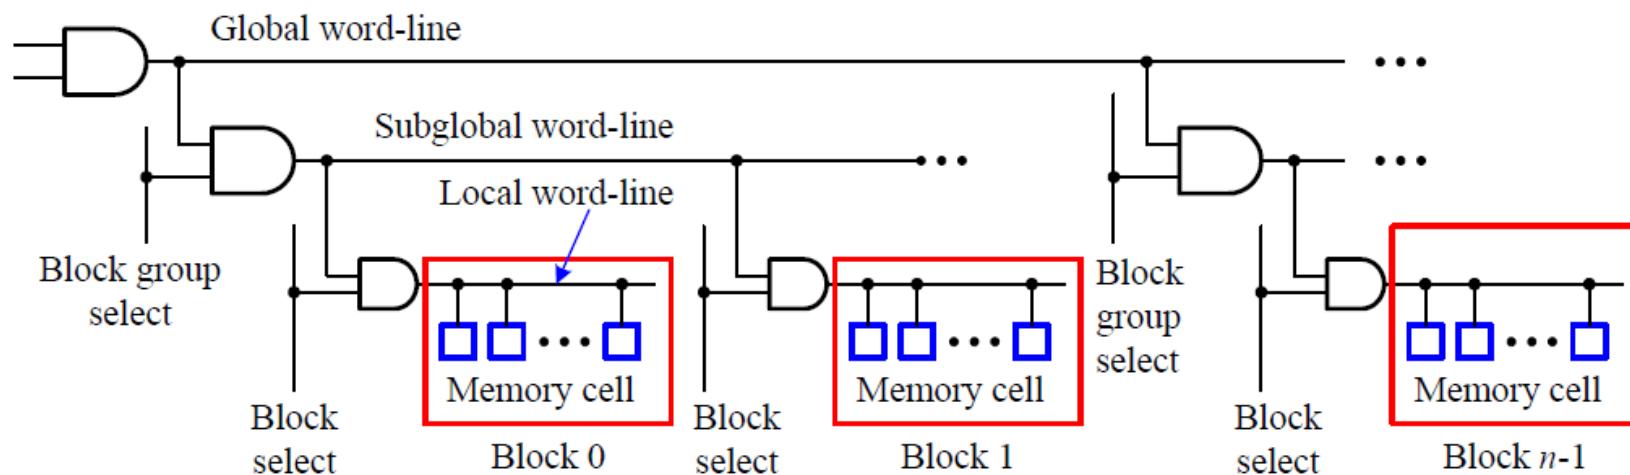 Global word-line
Subglobal word-line
Local word-line
Block group
select
Block
group
select
Memory cell
Memory cell
Memory cell
Block
select
Block 0
Block
select
Block 1
Block
select
Block n-1